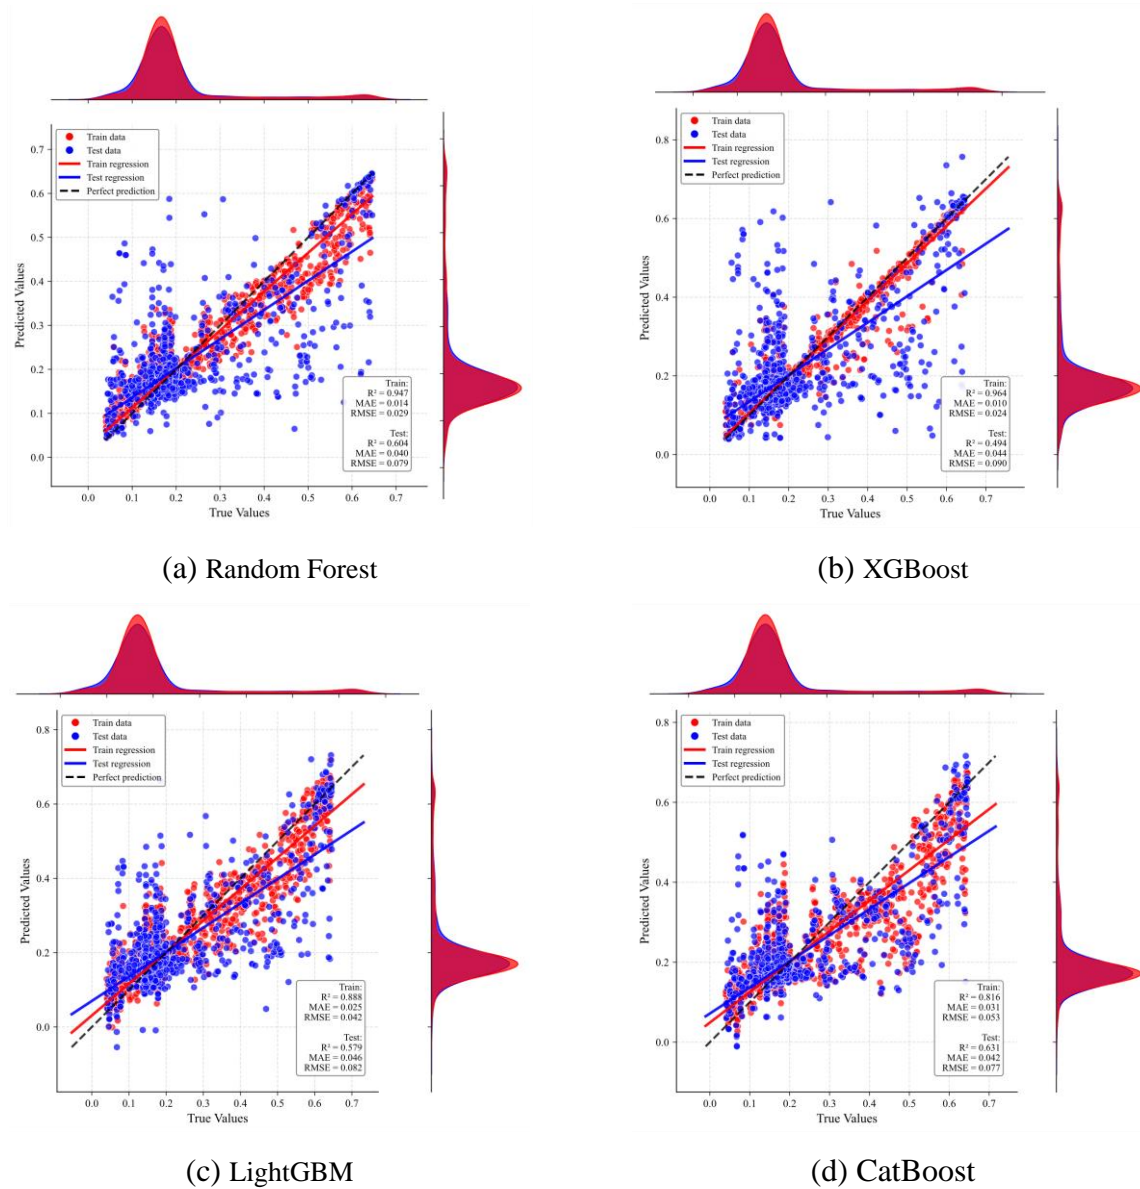 Train data
Test data
Train regression
Test regression
Perfect prediction
0.7
0.6
0.5
0.4
0.3
0.2
0.1
0.0
Predicted Values
Train:
R² = 0.947
MAE = 0.014
RMSE = 0.029
Test:
R² = 0.604
MAE = 0.040
RMSE = 0.079
0.0 0.1 0.2 0.3 0.4 0.5 0.6 0.7
True Values
(a) Random Forest
Train data
Test data
Train regression
Test regression
Perfect prediction
0.8
0.6
0.4
0.2
0.0
Predicted Values
Train:
R² = 0.964
MAE = 0.010
RMSE = 0.024
Test:
R² = 0.494
MAE = 0.044
RMSE = 0.090
0.0 0.1 0.2 0.3 0.4 0.5 0.6 0.7
True Values
(b) XGBoost
Train data
Test data
Train regression
Test regression
Perfect prediction
0.8
0.6
0.4
0.2
0.0
Predicted Values
Train:
R² = 0.888
MAE = 0.025
RMSE = 0.042
Test:
R² = 0.579
MAE = 0.046
RMSE = 0.082
0.0 0.1 0.2 0.3 0.4 0.5 0.6 0.7
True Values
(c) LightGBM
Train data
Test data
Train regression
Test regression
Perfect prediction
0.8
0.6
0.4
0.2
0.0
Predicted Values
Train:
R² = 0.816
MAE = 0.031
RMSE = 0.053
Test:
R² = 0.631
MAE = 0.042
RMSE = 0.077
0.0 0.1 0.2 0.3 0.4 0.5 0.6 0.7
True Values
(d) CatBoost